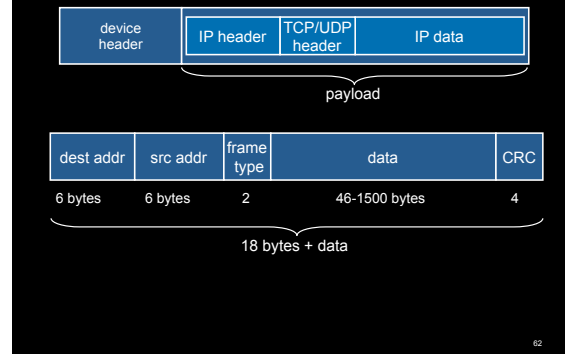 device
header
IP header
TCP/UDP
header
IP data
payload
dest addr
src addr
frame
type
data
CRC
6 bytes
6 bytes
2
46-1500 bytes
4
18 bytes + data
62